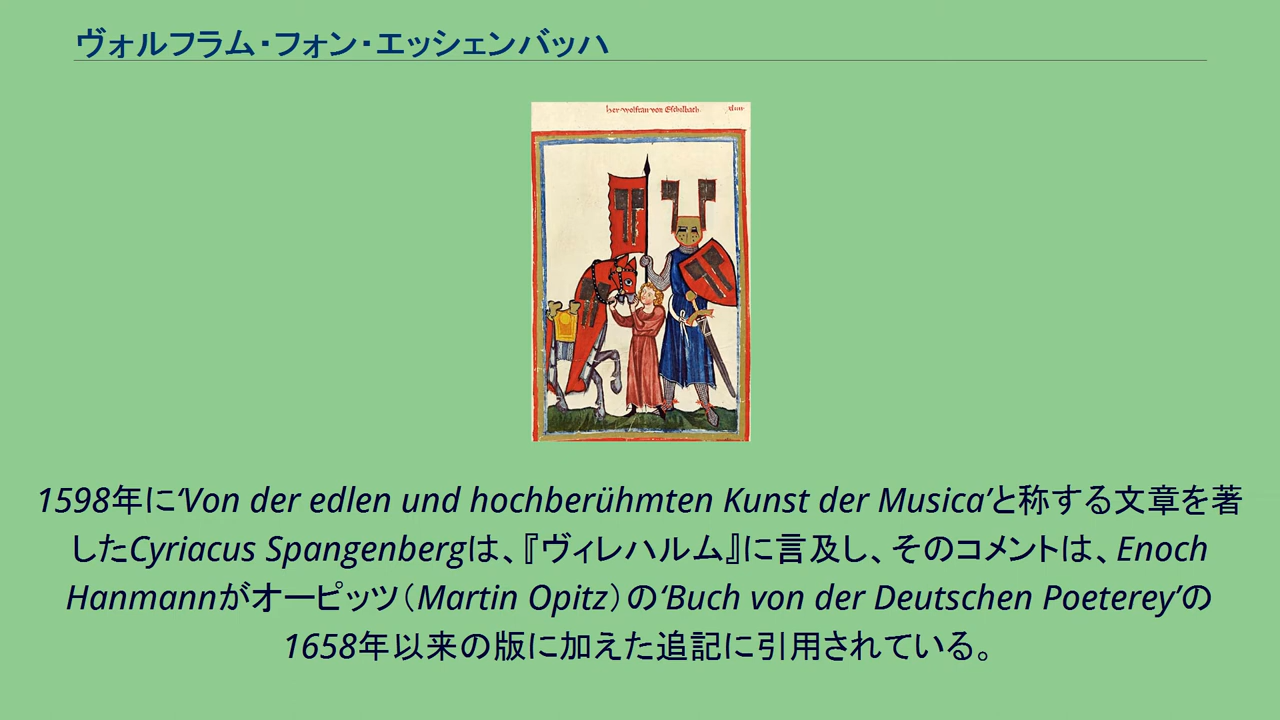 ヴォルフラム・フォン・エッシェンバッハ
her wolfran von Eschilbach.
1598年に‘Von der edlen und hochberühmten Kunst der Musica’と称する文章を著
したCyriacus Spangenbergは、『ヴィレハルム』に言及し、そのコメントは、Enoch
Hanmannがオーピッツ（Martin Opitz）の‘Buch von der Deutschen Poeterey’の
1658年以来の版に加えた追記に引用されている。